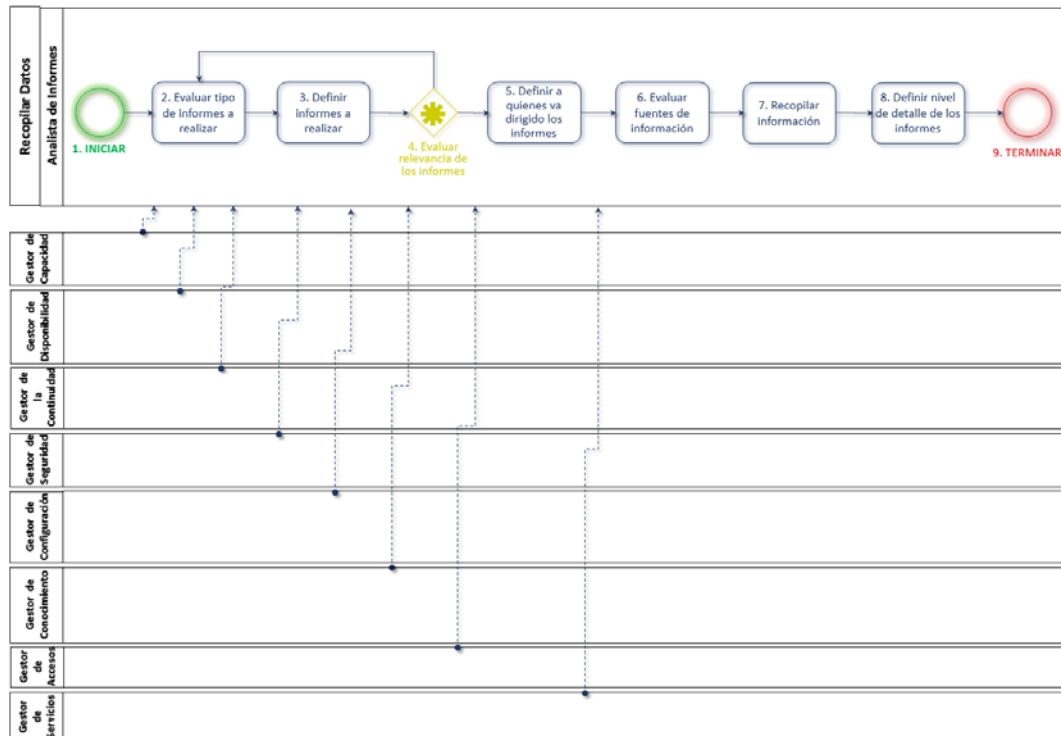 Recopilar Datos
Analista de Informes
1. INICIAR
2. Evaluar tipo
de informes a
realizar
3. Definir
informes a
realizar
4. Evaluar
relevancia de
los informes
5. Definir a
quienes va
dirigido los
informes
6. Evaluar
fuentes de
información
7. Recopilar
información
8. Definir nivel
de detalle de los
informes
9. TERMINAR
Gestor de
Capacidad
Gestor de
Disponibilidad
Gestor de
la
Continuidad
Gestor de
Seguridad
Gestor de
Configuración
Gestor de
Conocimiento
Gestor
de
Accesos
Gestor
de
Servicios